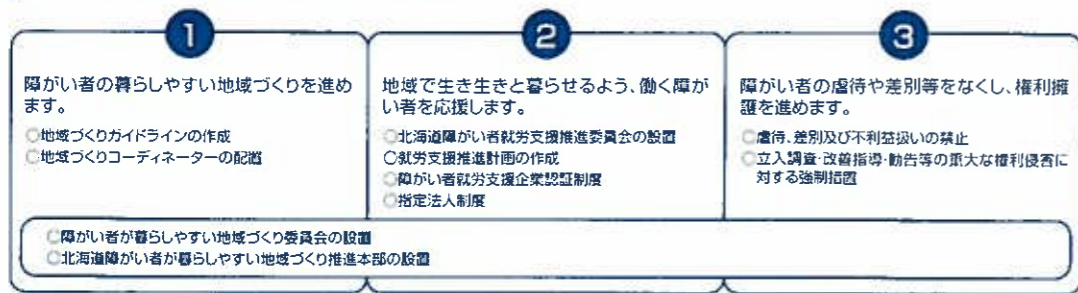 1
障がい者の暮らしやすい地域づくりを進め
ます。
○地域づくりガイドラインの作成
○地域づくりコーディネーターの配置
2
地域で生き生きと暮らせるよう、働く障が
い者を応援します。
○北海道障がい者就労支援推進委員会の設置
○就労支援推進計画の作成
○障がい者就労支援企業認証制度
○指定法人制度
3
障がい者の虐待や差別等をなくし、権利擁
護を進めます。
○虐待、差別及び不利益扱いの禁止
○立入調査・改善指導・勧告等の重大な権利侵害に
対する強制措置
○障がい者が暮らしやすい地域づくり委員会の設置
○北海道障がい者が暮らしやすい地域づくり推進本部の設置